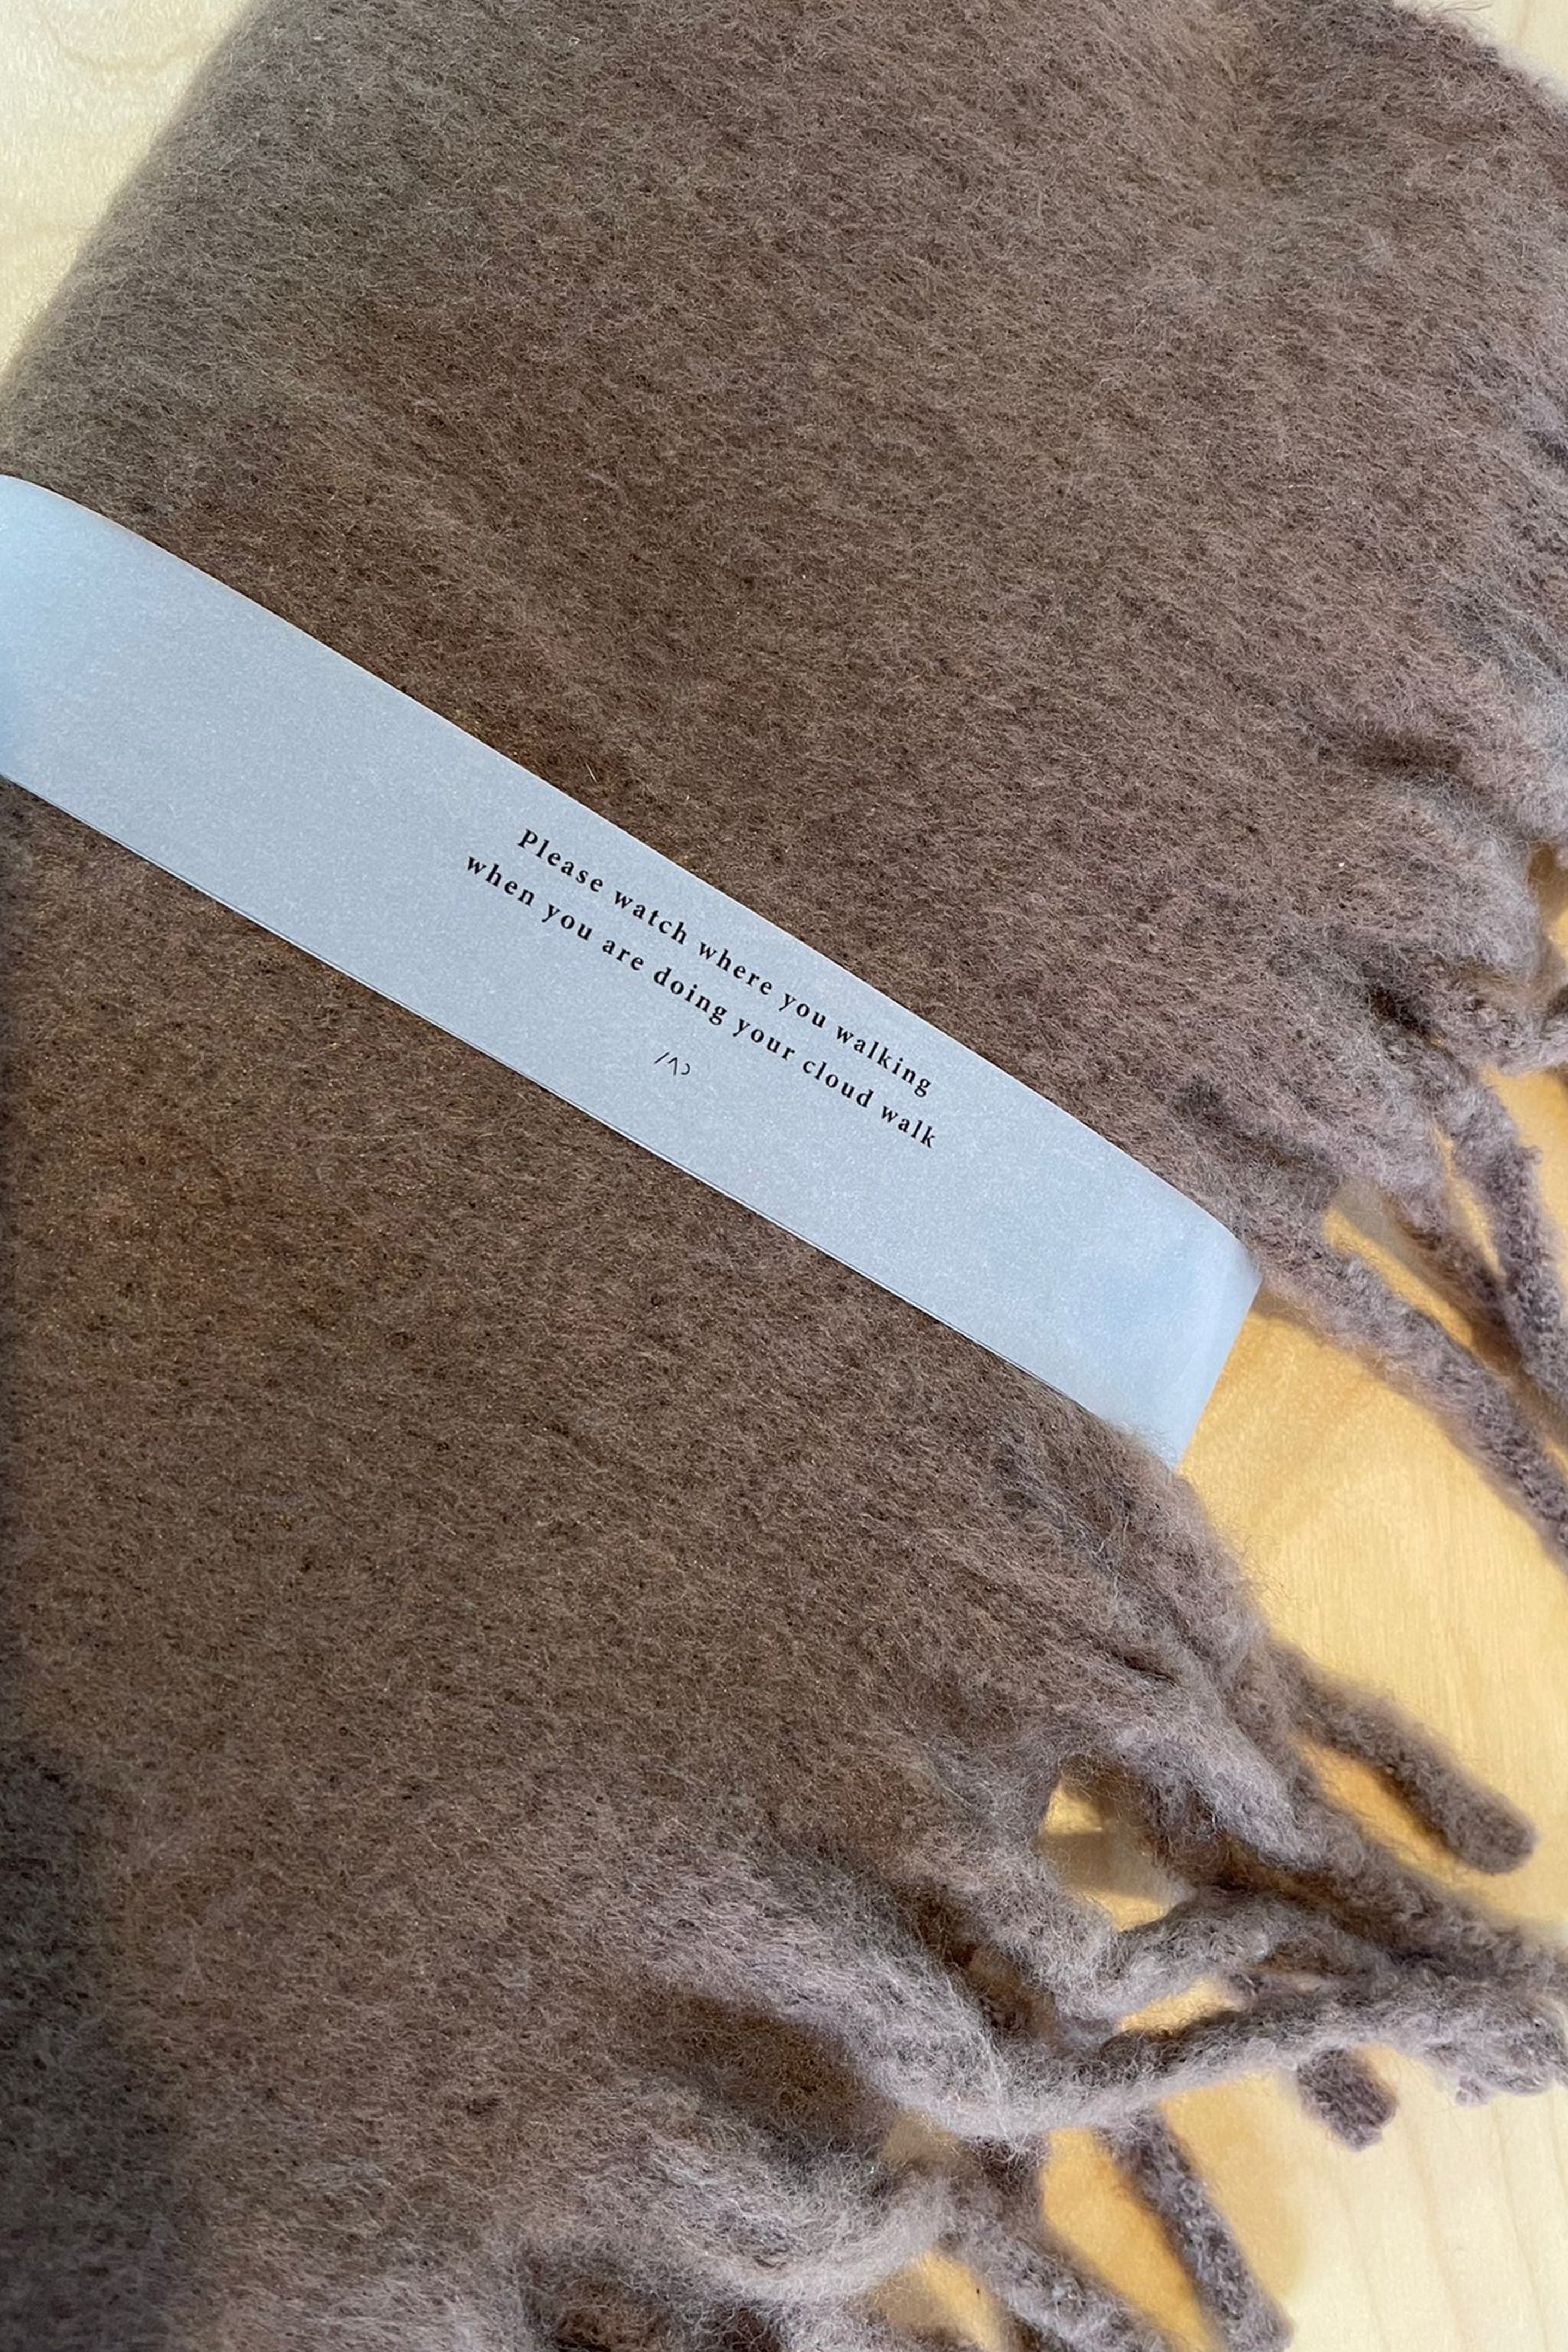 Please watch where you walking
when you are doing your cloud walk